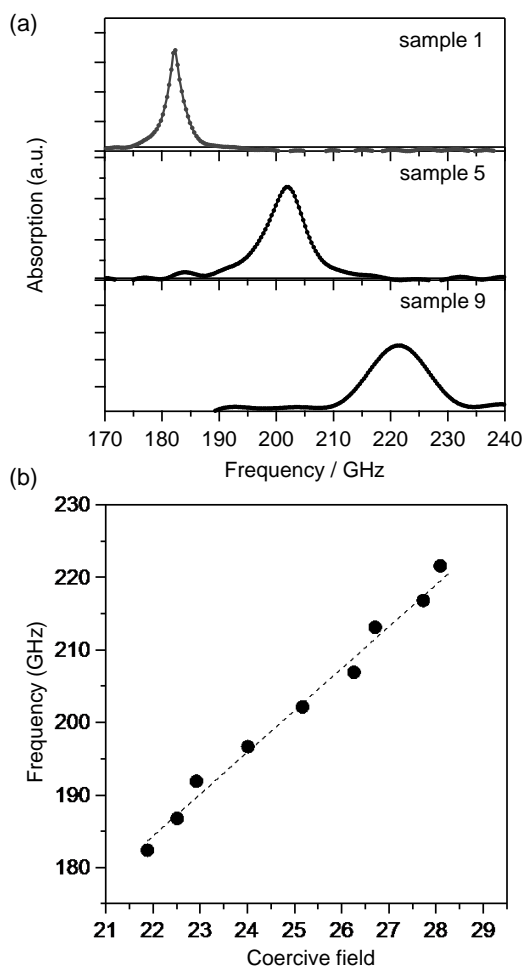 (a)
sample 1
sample 5
sample 9
Absorption (a.u.)
170 180 190 200 210 220 230 240
Frequency / GHz
(b)
230
220
210
200
190
180
Frequency (GHz)
21 22 23 24 25 26 27 28 29
Coercive field